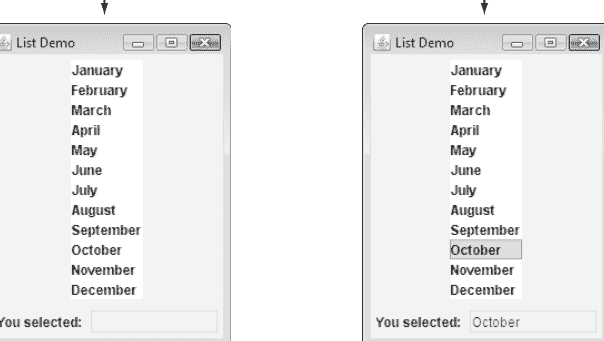 List Demo
January
February
March
April
May
June
July
August
September
October
November
December
You selected:
List Demo
January
February
March
April
May
June
July
August
September
October
November
December
You selected: October